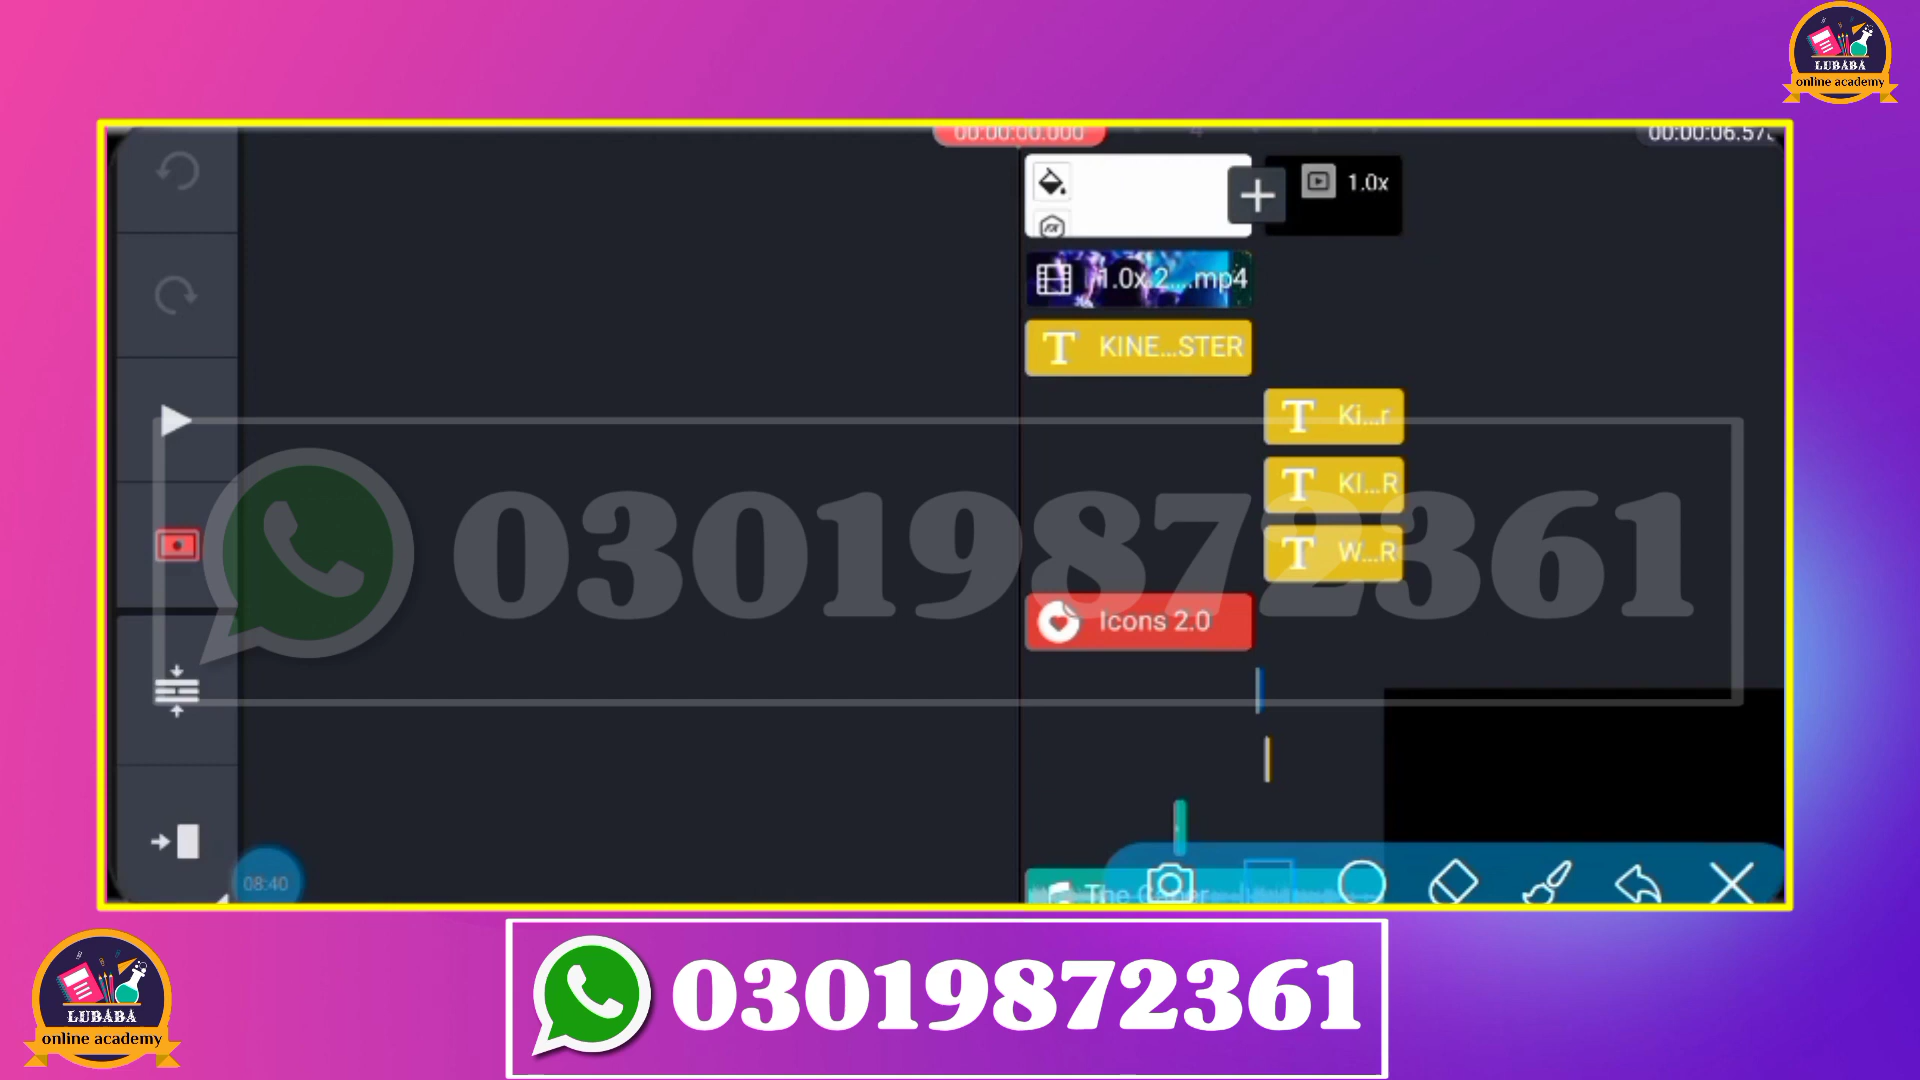 LUBABA
online academy
00:00:00.000
4
00:00:06.57
1.0x
1.0x 2....mp4
T KINE...STER
T Ki...r
T KI...R
T W...R
03019872361
Icons 2.0
08:40
LUBABA
online academy
03019872361